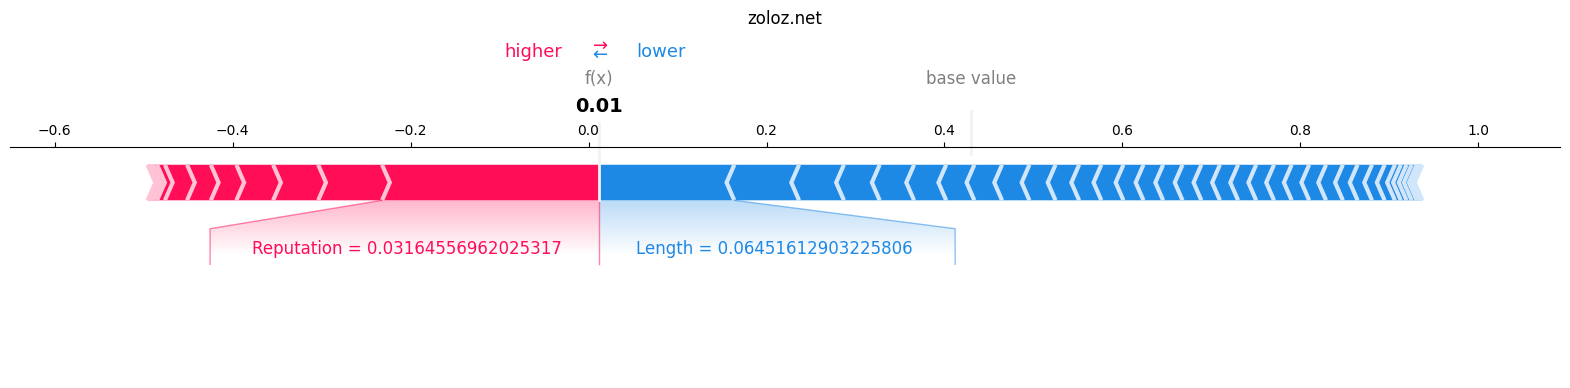 zoloz.net
higher ⇄ lower
f(x) base value
0.01
−0.6 −0.4 −0.2 0.0 0.2 0.4 0.6 0.8 1.0
Reputation = 0.03164556962025317 Length = 0.06451612903225806